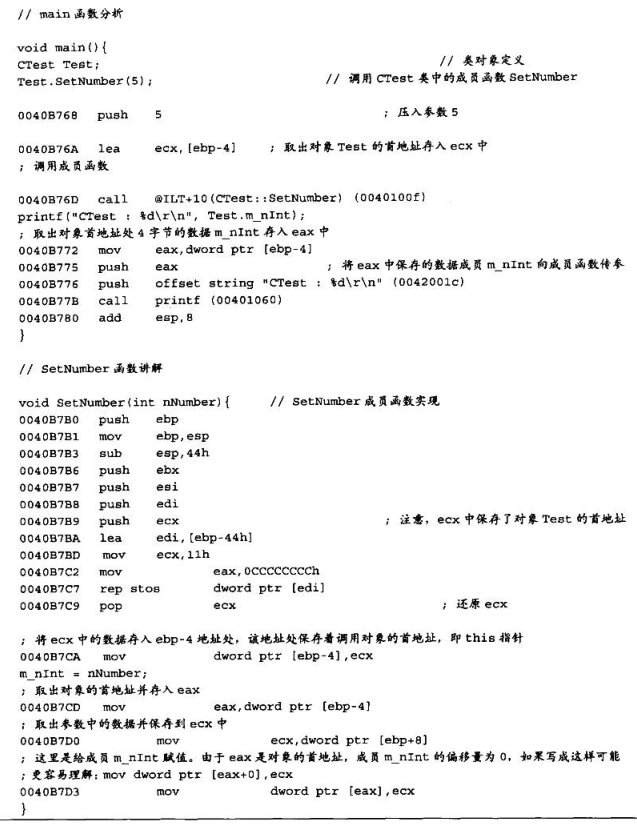 // main 函数分析
void main(){
CTest Test; // 类对象定义
Test.SetNumber(5); // 调用 CTest 类中的成员函数 SetNumber
0040B768 push 5 ; 压入参数 5
0040B76A lea ecx,[ebp-4] ; 取出对象 Test 的首地址存入 ecx 中
; 调用成员函数
0040B76D call @ILT+10(CTest::SetNumber) (0040100f)
printf("CTest : %d\r\n", Test.m_nInt);
; 取出对象首地址处 4 字节的数据 m_nInt 存入 eax 中
0040B772 mov eax,dword ptr [ebp-4]
0040B775 push eax ; 将 eax 中保存的数据成员 m_nInt 向成员函数传参
0040B776 push offset string "CTest : %d\r\n" (0042001c)
0040B77B call printf (00401060)
0040B780 add esp,8
}
// SetNumber 函数讲解
void SetNumber(int nNumber){ // SetNumber 成员函数实现
0040B7B0 push ebp
0040B7B1 mov ebp,esp
0040B7B3 sub esp,44h
0040B7B6 push ebx
0040B7B7 push esi
0040B7B8 push edi
0040B7B9 push ecx ; 注意，ecx 中保存了对象 Test 的首地址
0040B7BA lea edi,[ebp-44h]
0040B7BD mov ecx,11h
0040B7C2 mov eax,0CCCCCCCCh
0040B7C7 rep stos dword ptr [edi]
0040B7C9 pop ecx ; 还原 ecx
; 将 ecx 中的数据存入 ebp-4 地址处，该地址处保存着调用对象的首地址，即 this 指针
0040B7CA mov dword ptr [ebp-4],ecx
m_nInt = nNumber;
; 取出对象的首地址并存入 eax
0040B7CD mov eax,dword ptr [ebp-4]
; 取出参数中的数据并保存到 ecx 中
0040B7D0 mov ecx,dword ptr [ebp+8]
; 这里是给成员 m_nInt 赋值。由于 eax 是对象的首地址，成员 m_nInt 的偏移量为 0，如果写成这样可能
; 更容易理解：mov dword ptr [eax+0],ecx
0040B7D3 mov dword ptr [eax],ecx
}